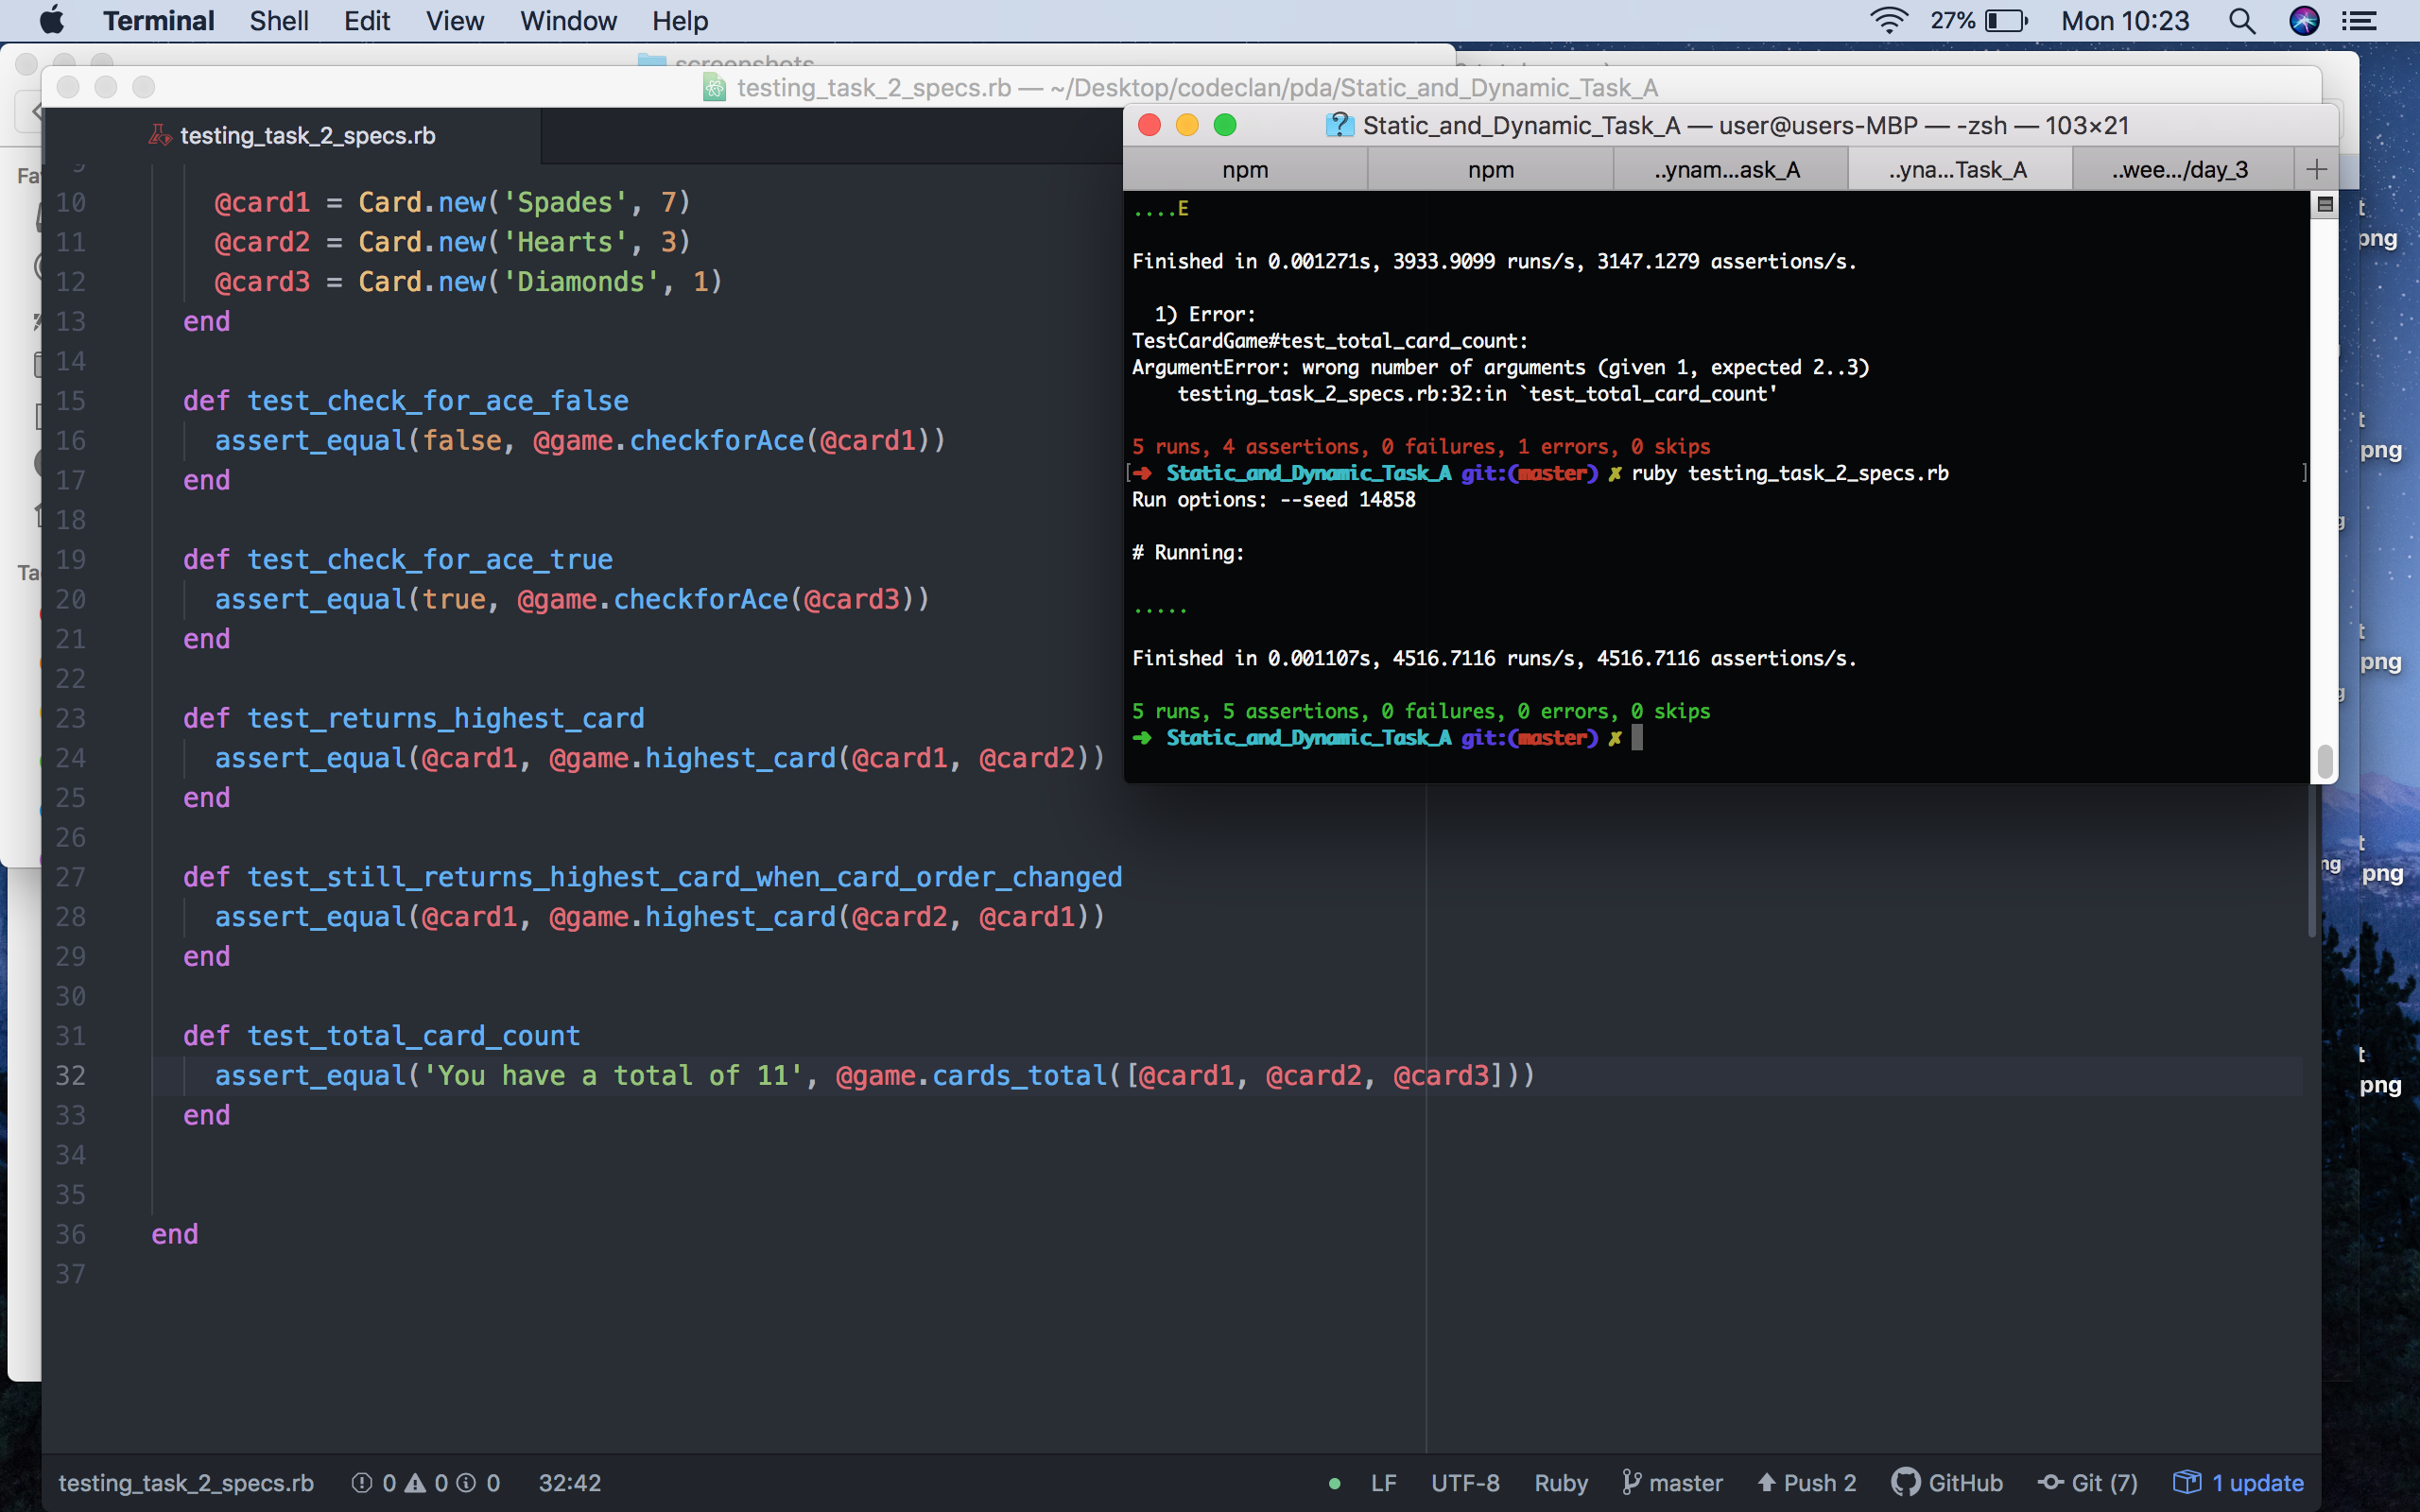 Terminal Shell Edit View Window Help 27% Mon 10:23
screenshots
testing_task_2_specs.rb — ~/Desktop/codeclan/pda/Static_and_Dynamic_Task_A
testing_task_2_specs.rb
10 @card1 = Card.new('Spades', 7)
11 @card2 = Card.new('Hearts', 3)
12 @card3 = Card.new('Diamonds', 1)
13 end
14
15 def test_check_for_ace_false
16 assert_equal(false, @game.checkforAce(@card1))
17 end
18
19 def test_check_for_ace_true
20 assert_equal(true, @game.checkforAce(@card3))
21 end
22
23 def test_returns_highest_card
24 assert_equal(@card1, @game.highest_card(@card1, @card2))
25 end
26
27 def test_still_returns_highest_card_when_card_order_changed
28 assert_equal(@card1, @game.highest_card(@card2, @card1))
29 end
30
31 def test_total_card_count
32 assert_equal('You have a total of 11', @game.cards_total([@card1, @card2, @card3]))
33 end
34
35
36 end
37
testing_task_2_specs.rb 0 0 0 32:42 LF UTF-8 Ruby master Push 2 GitHub Git (7) 1 update
Static_and_Dynamic_Task_A — user@users-MBP — -zsh — 103×21
npm npm ..ynam...ask_A ..yna...Task_A ..wee.../day_3 +
....E
Finished in 0.001271s, 3933.9099 runs/s, 3147.1279 assertions/s.
1) Error:
TestCardGame#test_total_card_count:
ArgumentError: wrong number of arguments (given 1, expected 2..3)
testing_task_2_specs.rb:32:in `test_total_card_count'
5 runs, 4 assertions, 0 failures, 1 errors, 0 skips
[➜ Static_and_Dynamic_Task_A git:(master) ✗ ruby testing_task_2_specs.rb ]
Run options: --seed 14858
# Running:
.....
Finished in 0.001107s, 4516.7116 runs/s, 4516.7116 assertions/s.
5 runs, 5 assertions, 0 failures, 0 errors, 0 skips
➜ Static_and_Dynamic_Task_A git:(master) ✗
png
png
png
png
png